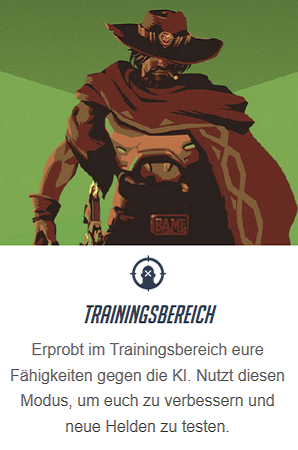 BAMF
TRAININGSBEREICH
Erprobt im Trainingsbereich eure
Fähigkeiten gegen die KI. Nutzt diesen
Modus, um euch zu verbessern und
neue Helden zu testen.